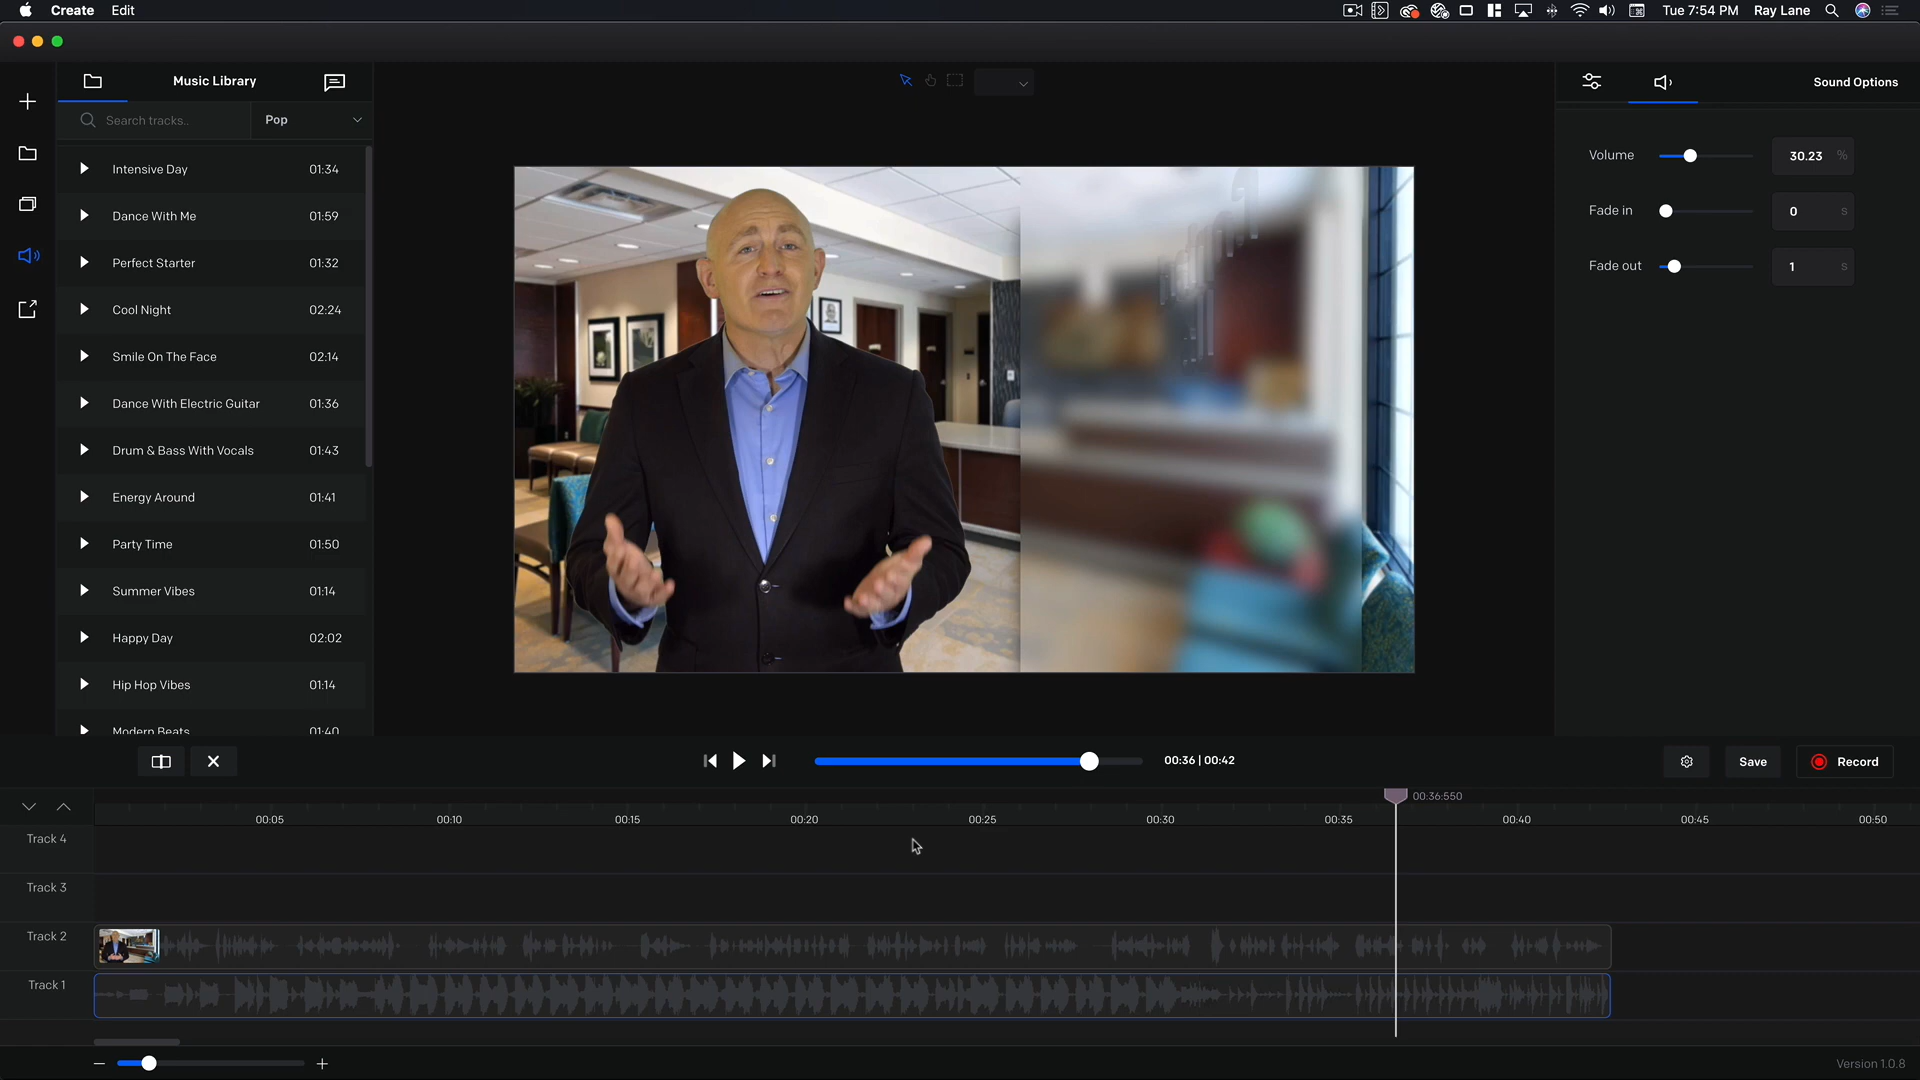 Create Edit
Tue 7:54 PM Ray Lane
Music Library
Sound Options
Search tracks..
Pop
Intensive Day 01:34
Dance With Me 01:59
Perfect Starter 01:32
Cool Night 02:24
Smile On The Face 02:14
Dance With Electric Guitar 01:36
Drum & Bass With Vocals 01:43
Energy Around 01:41
Party Time 01:50
Summer Vibes 01:14
Happy Day 02:02
Hip Hop Vibes 01:14
Modern Beats 01:40
Volume 30.23 %
Fade in 0 s
Fade out 1 s
00:36 | 00:42
Save
Record
00:36:550
00:05 00:10 00:15 00:20 00:25 00:30 00:35 00:40 00:45 00:50
Track 4
Track 3
Track 2
Track 1
Version 1.0.8